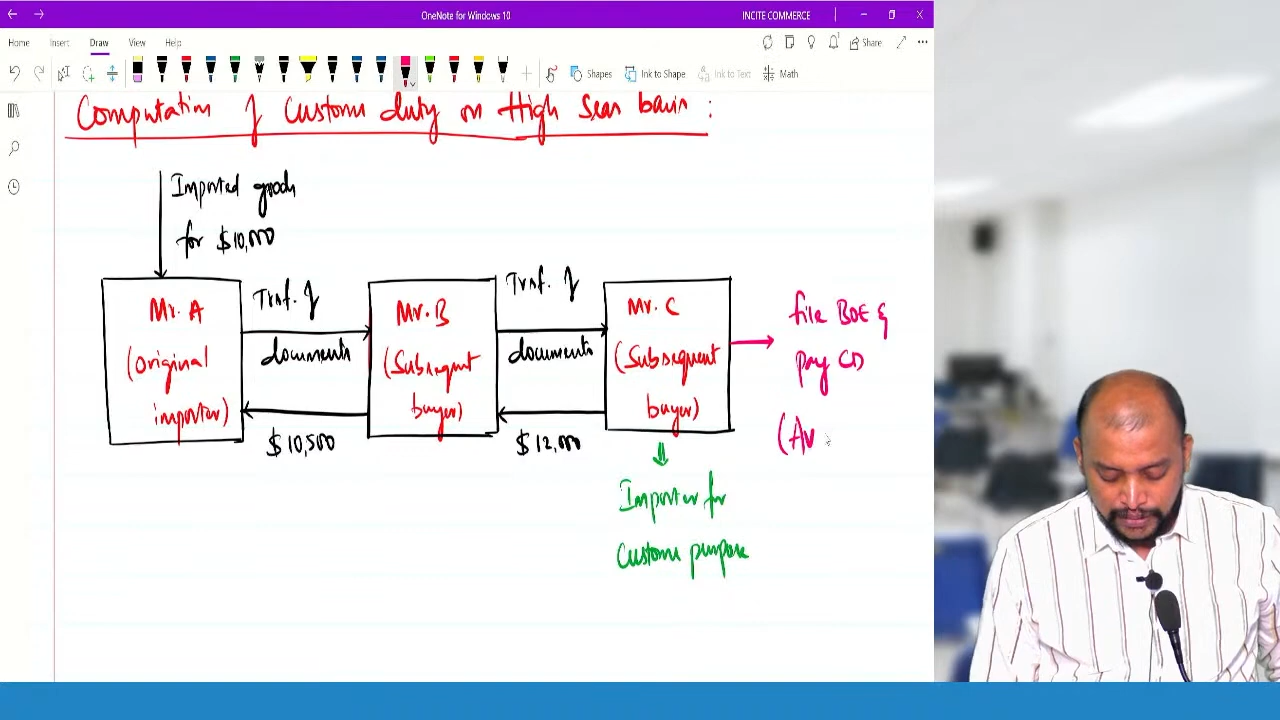 OneNote for Windows 10
INCITE COMMERCE
Home Insert Draw View Help
Share
Shapes
Ink to Shape
Ink to Text
Math
Computation of Customs duty on High Seas basis :
Imported goods
for $10,000
Mr. A
(Original
importer)
Trnf. of
documents
$10,500
Mr. B
(Subsequent
buyer)
Trnf. of
documents
$12,000
Mr. C
(Subsequent
buyer)
file BOE &
pay CD
(Av
Importer for
Customs purpose